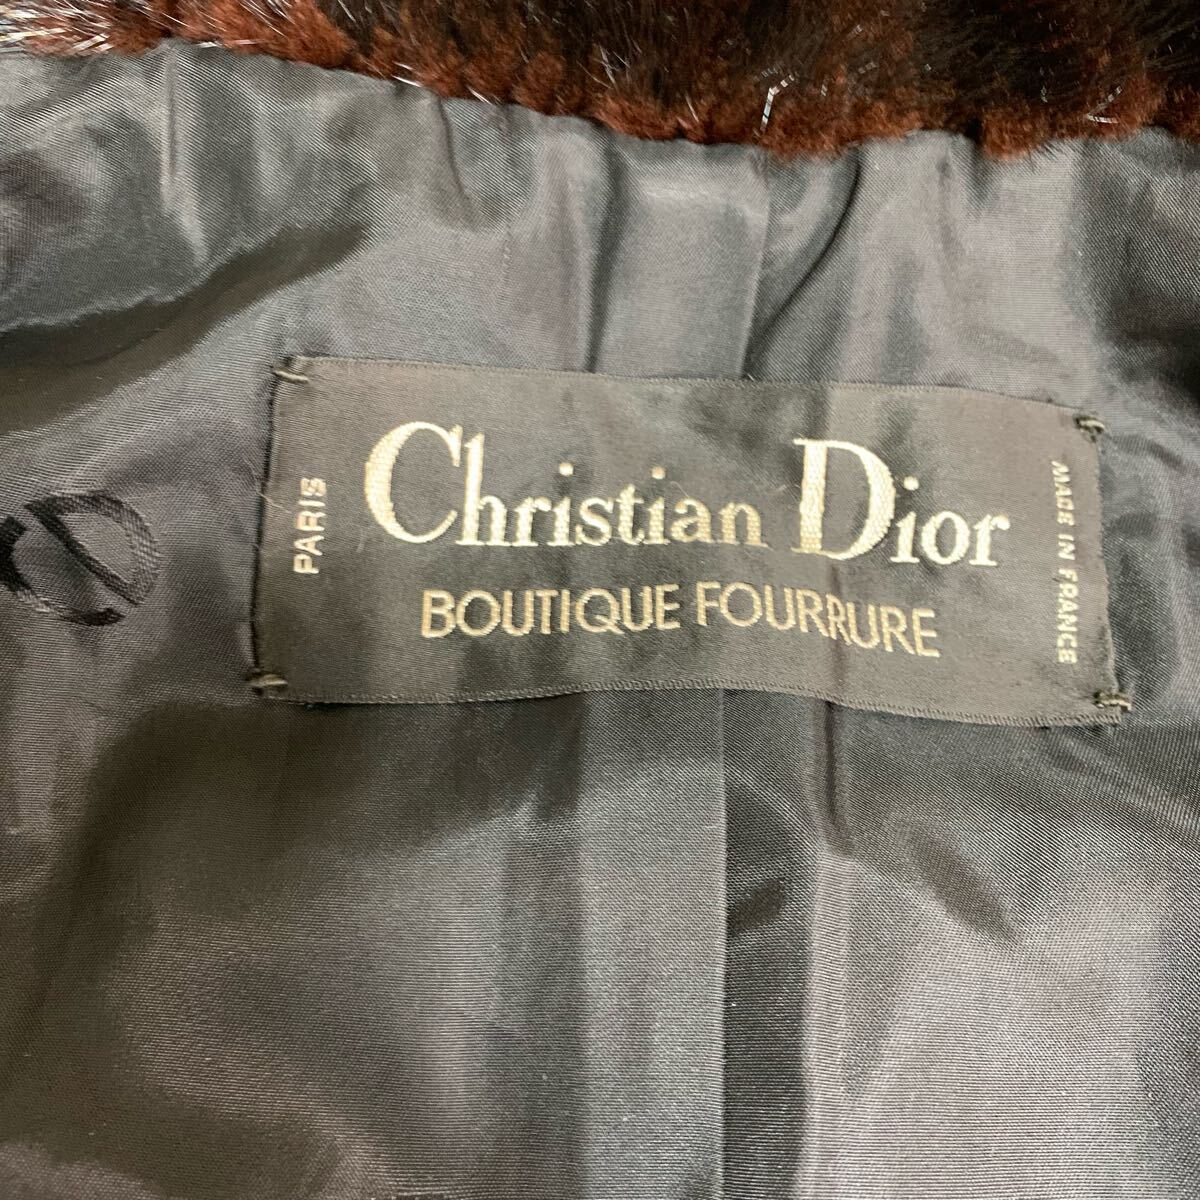 PARIS
Christian Dior
BOUTIQUE FOURRURE
MADE IN FRANCE